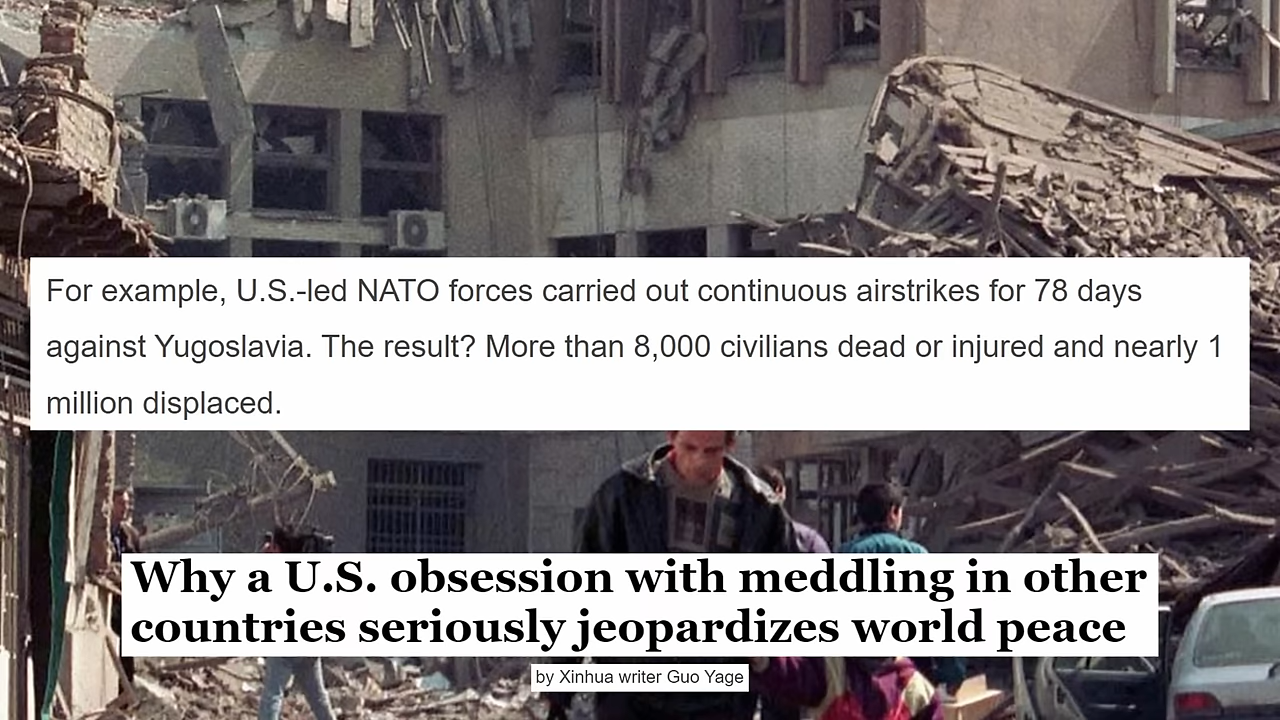 For example, U.S.-led NATO forces carried out continuous airstrikes for 78 days
against Yugoslavia. The result? More than 8,000 civilians dead or injured and nearly 1
million displaced.
Why a U.S. obsession with meddling in other
countries seriously jeopardizes world peace
by Xinhua writer Guo Yage